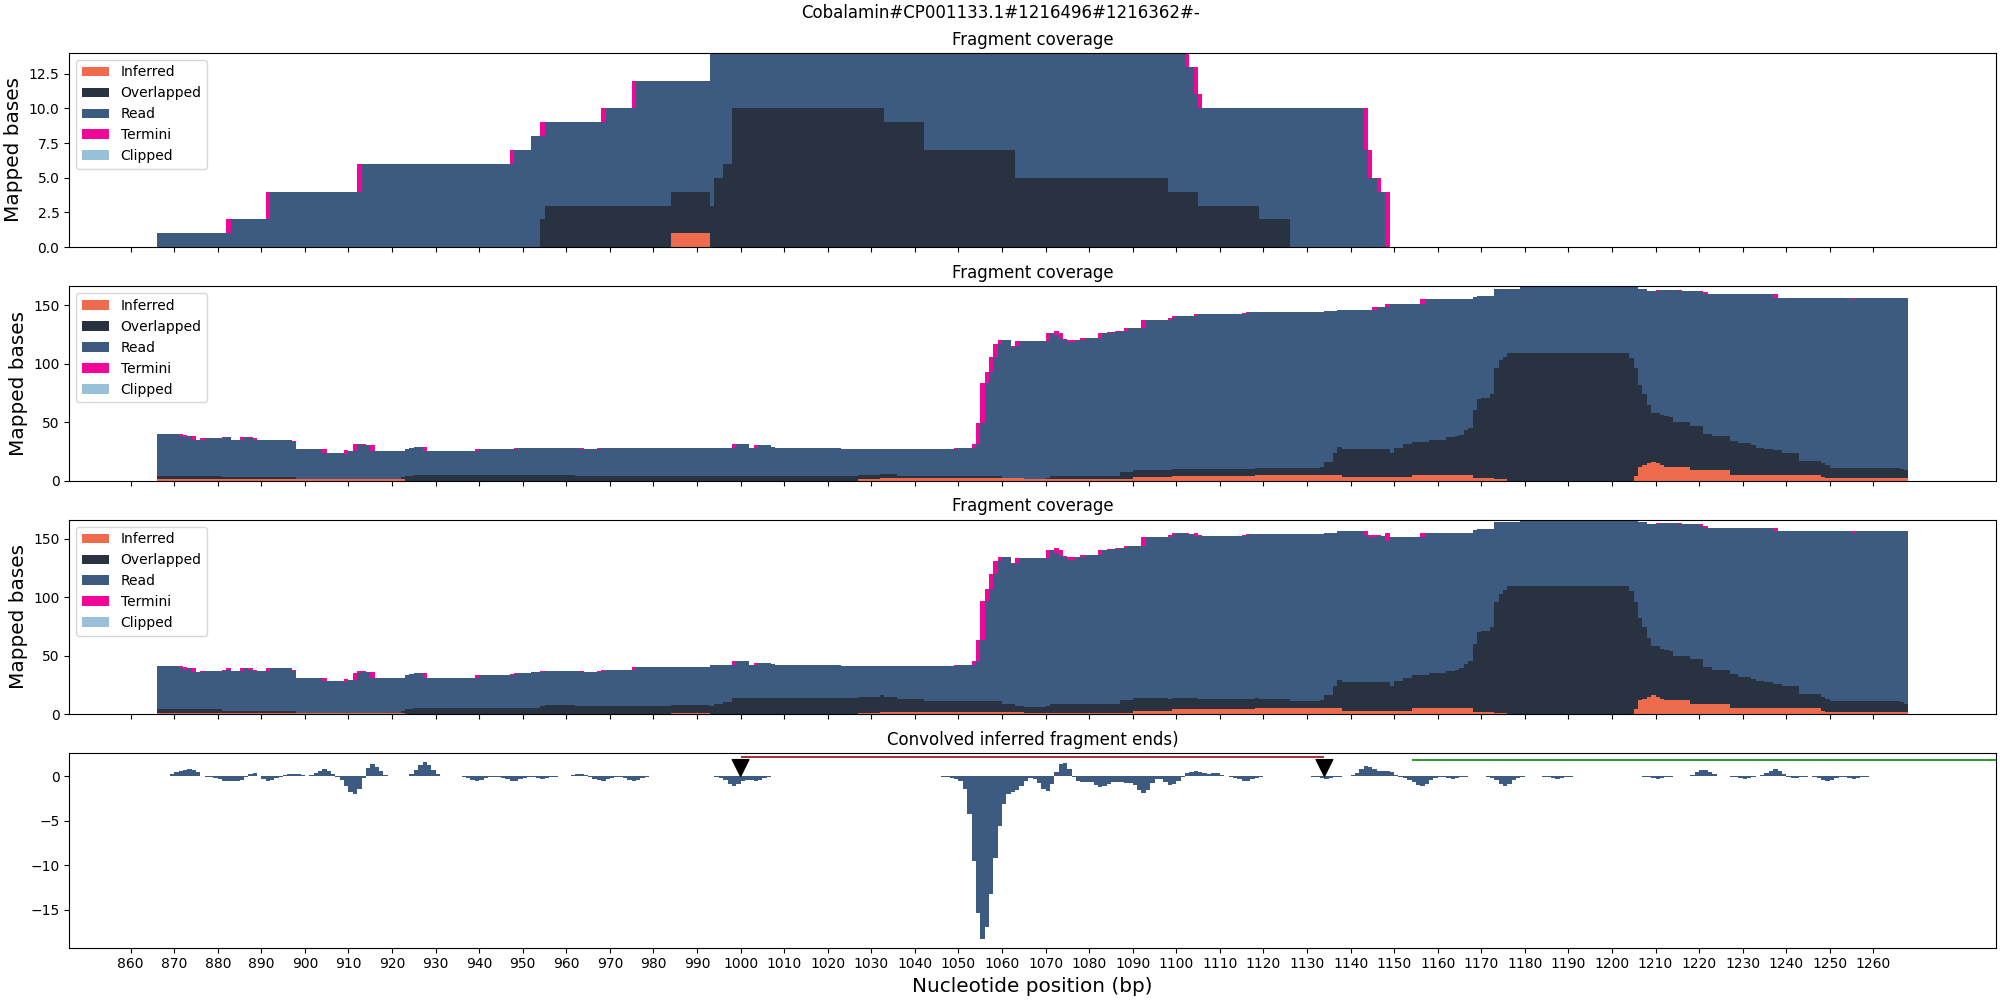 Cobalamin#CP001133.1#1216496#1216362#-
Fragment coverage
Mapped bases
12.5
10.0
7.5
5.0
2.5
0.0
Inferred
Overlapped
Read
Termini
Clipped
Fragment coverage
Mapped bases
150
100
50
0
Inferred
Overlapped
Read
Termini
Clipped
Fragment coverage
Mapped bases
150
100
50
0
Inferred
Overlapped
Read
Termini
Clipped
Convolved inferred fragment ends)
0
−5
−10
−15
860 870 880 890 900 910 920 930 940 950 960 970 980 990 1000 1010 1020 1030 1040 1050 1060 1070 1080 1090 1100 1110 1120 1130 1140 1150 1160 1170 1180 1190 1200 1210 1220 1230 1240 1250 1260
Nucleotide position (bp)